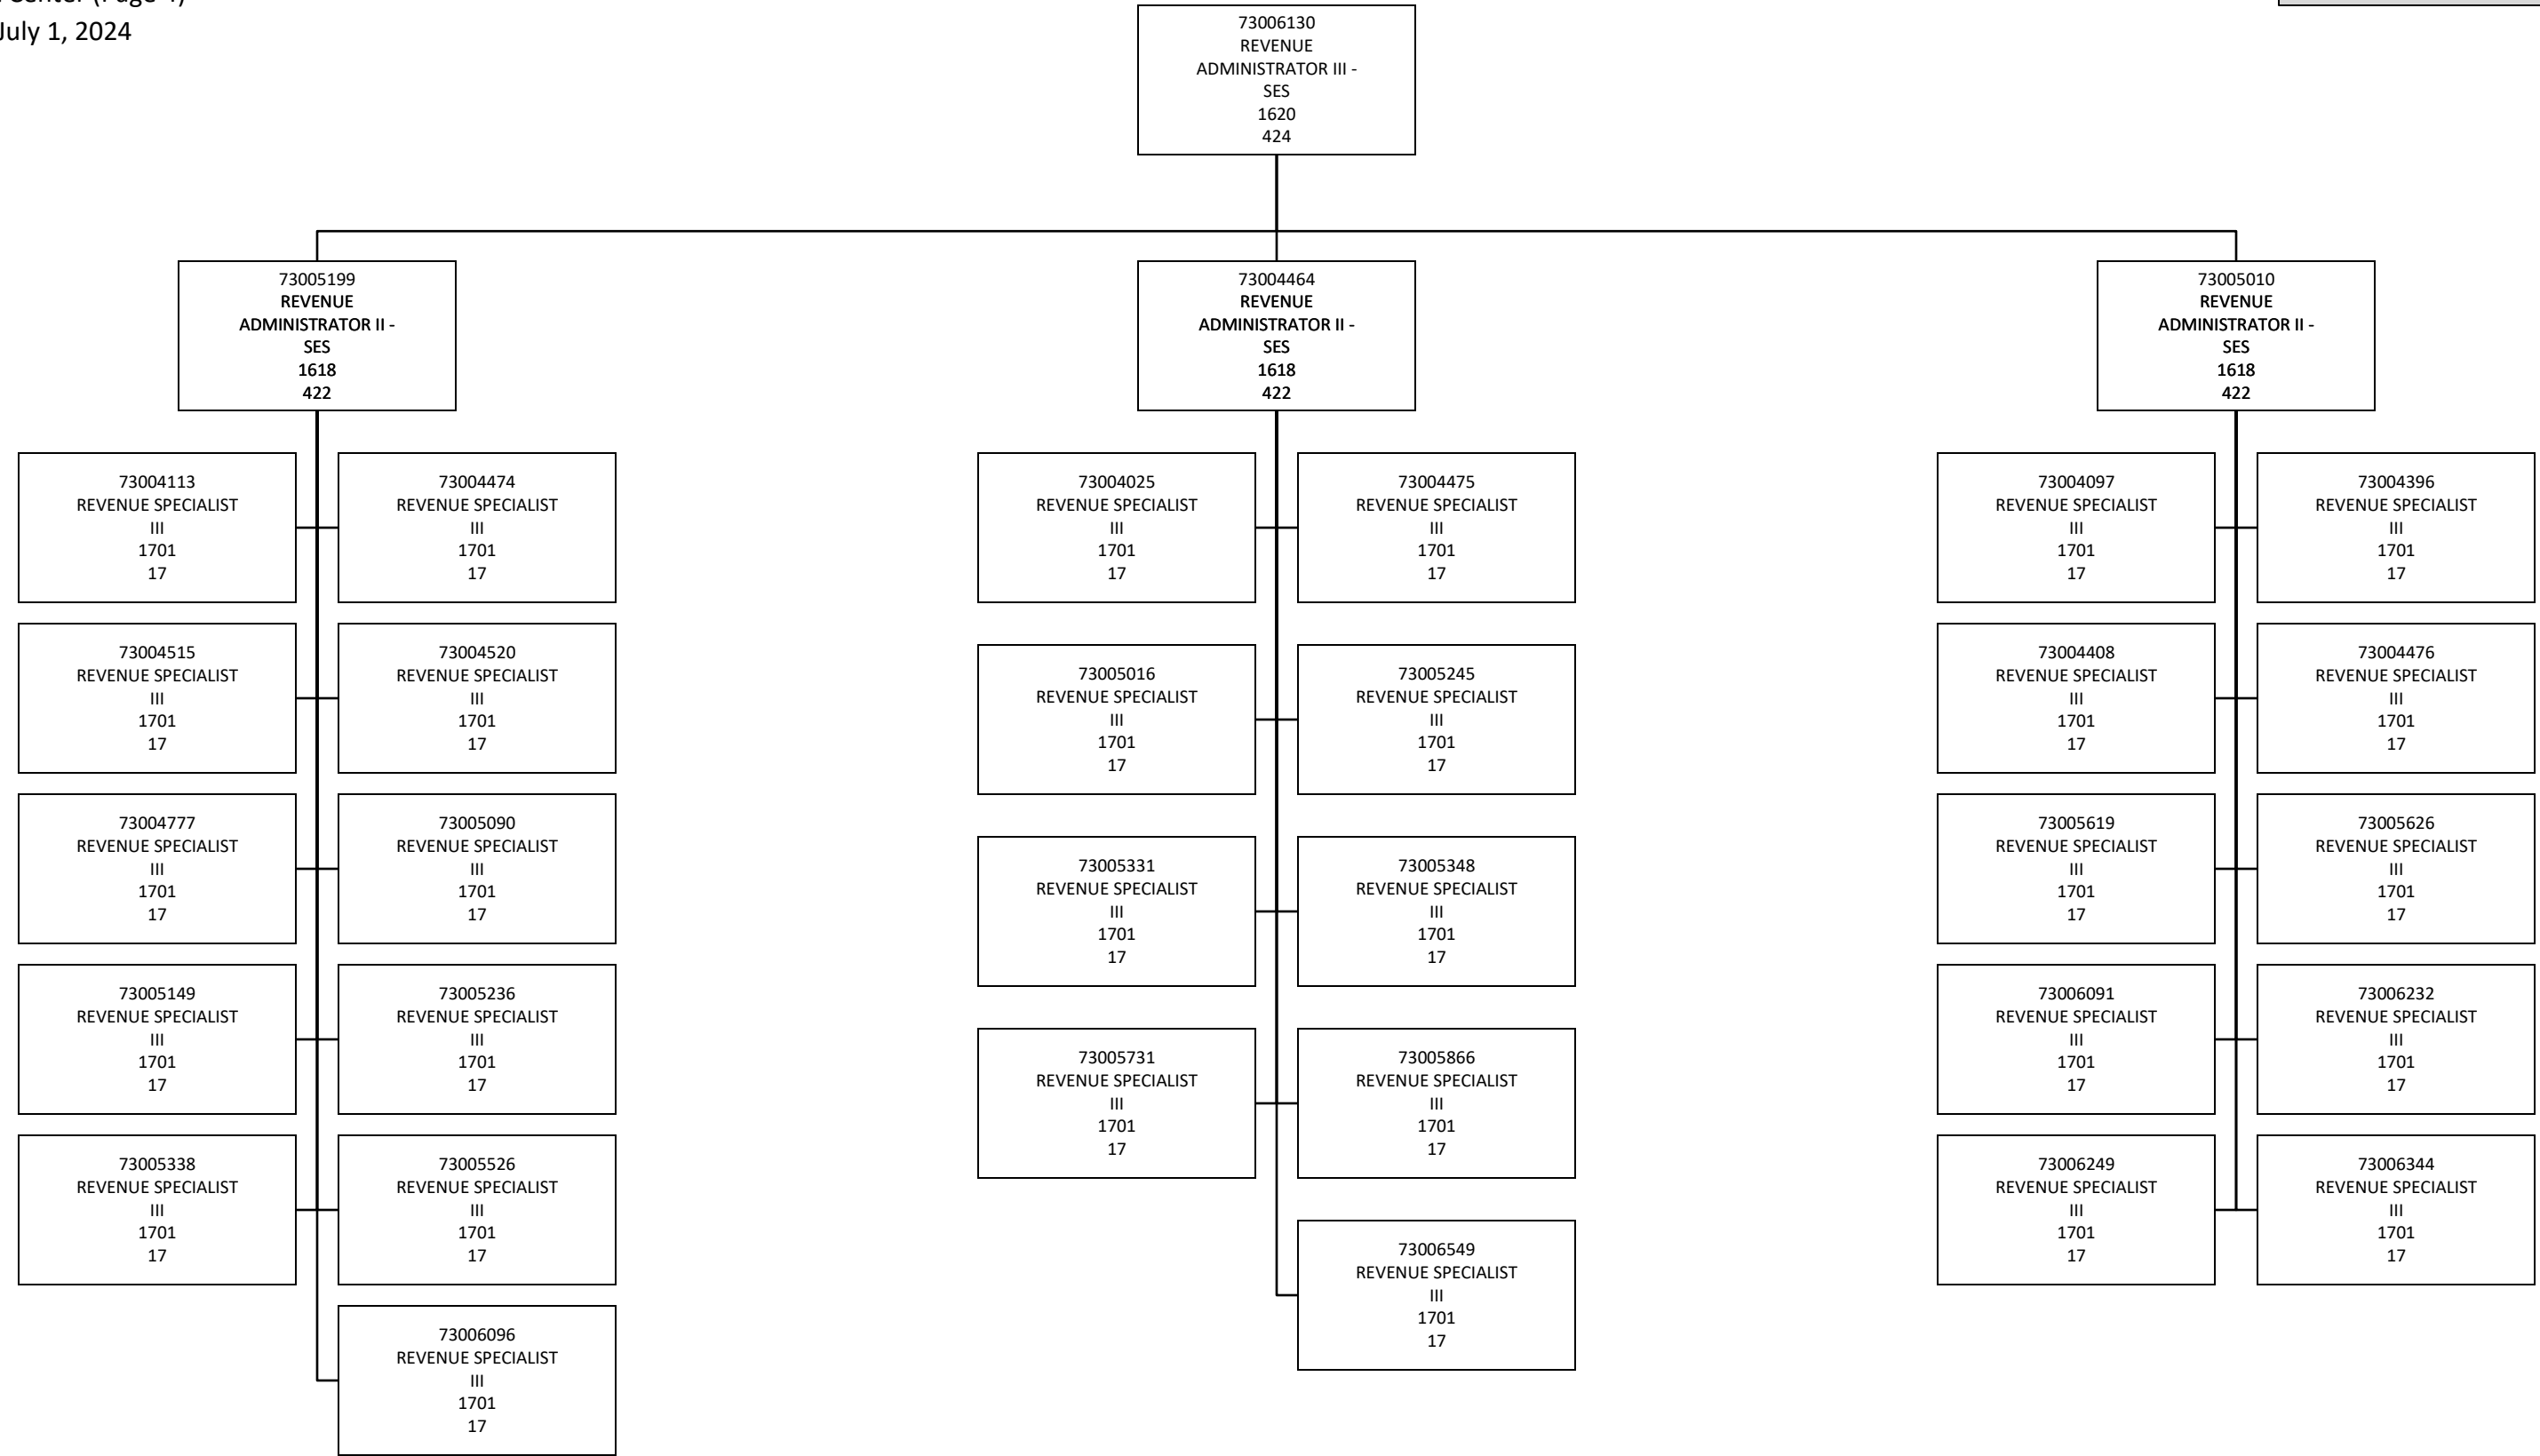 Center (Page 4)
July 1, 2024
73006130
REVENUE
ADMINISTRATOR III -
SES
1620
424
73005199
REVENUE
ADMINISTRATOR II -
SES
1618
422
73004464
REVENUE
ADMINISTRATOR II -
SES
1618
422
73005010
REVENUE
ADMINISTRATOR II -
SES
1618
422
73004113
REVENUE SPECIALIST
III
1701
17
73004474
REVENUE SPECIALIST
III
1701
17
73004515
REVENUE SPECIALIST
III
1701
17
73004520
REVENUE SPECIALIST
III
1701
17
73004777
REVENUE SPECIALIST
III
1701
17
73005090
REVENUE SPECIALIST
III
1701
17
73005149
REVENUE SPECIALIST
III
1701
17
73005236
REVENUE SPECIALIST
III
1701
17
73005338
REVENUE SPECIALIST
III
1701
17
73005526
REVENUE SPECIALIST
III
1701
17
73006096
REVENUE SPECIALIST
III
1701
17
73004025
REVENUE SPECIALIST
III
1701
17
73004475
REVENUE SPECIALIST
III
1701
17
73005016
REVENUE SPECIALIST
III
1701
17
73005245
REVENUE SPECIALIST
III
1701
17
73005331
REVENUE SPECIALIST
III
1701
17
73005348
REVENUE SPECIALIST
III
1701
17
73005731
REVENUE SPECIALIST
III
1701
17
73005866
REVENUE SPECIALIST
III
1701
17
73006549
REVENUE SPECIALIST
III
1701
17
73004097
REVENUE SPECIALIST
III
1701
17
73004396
REVENUE SPECIALIST
III
1701
17
73004408
REVENUE SPECIALIST
III
1701
17
73004476
REVENUE SPECIALIST
III
1701
17
73005619
REVENUE SPECIALIST
III
1701
17
73005626
REVENUE SPECIALIST
III
1701
17
73006091
REVENUE SPECIALIST
III
1701
17
73006232
REVENUE SPECIALIST
III
1701
17
73006249
REVENUE SPECIALIST
III
1701
17
73006344
REVENUE SPECIALIST
III
1701
17